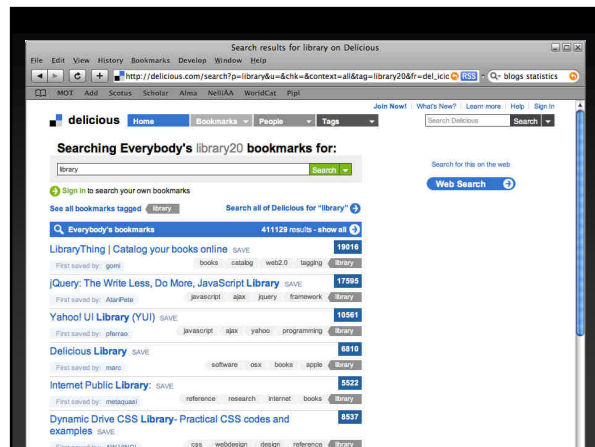 Search results for library on Delicious
File Edit View History Bookmarks Develop Window Help
http://delicious.com/search?p=library&u=&chk=&context=all&tag=library20&fr=del_icic RSS blogs statistics
MOT Add Scotus Scholar Alma NelliAA WorldCat Pipl
Join Now! What's New? Learn more Help Sign In
delicious Home Bookmarks People Tags Search Delicious Search
Searching Everybody's library20 bookmarks for:
library Search
Search for this on the web
Sign in to search your own bookmarks
Web Search
See all bookmarks tagged library Search all of Delicious for "library"
Everybody's bookmarks 411129 results - show all
LibraryThing | Catalog your books online SAVE 19016
First saved by: gomi books catalog web2.0 tagging library
jQuery: The Write Less, Do More, JavaScript Library SAVE 17595
First saved by: AtariPete javascript ajax jquery framework library
Yahoo! UI Library (YUI) SAVE 10561
First saved by: pferrao javascript ajax yahoo programming library
Delicious Library SAVE 6810
First saved by: marc software osx books apple library
Internet Public Library: SAVE 5522
First saved by: metaquasi reference research internet books library
Dynamic Drive CSS Library- Practical CSS codes and 8537
examples SAVE
First saved by: css webdesign design reference library